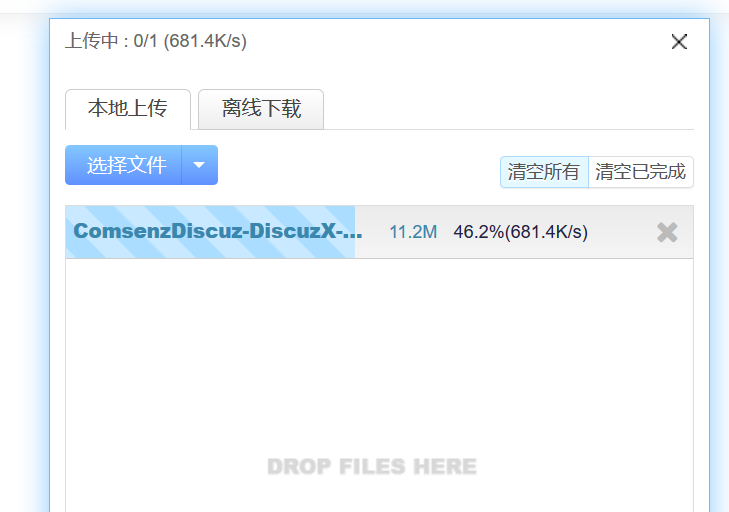 上传中 : 0/1 (681.4K/s)
本地上传 离线下载
选择文件 清空所有 清空已完成
ComsenzDiscuz-DiscuzX-... 11.2M 46.2%(681.4K/s)
DROP FILES HERE